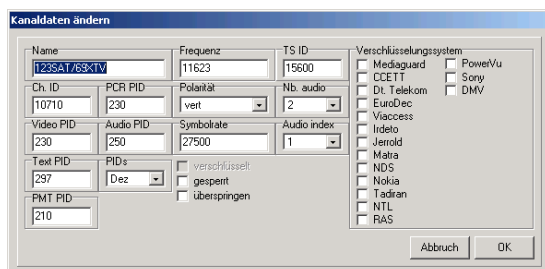 Kanaldaten ändern
Name
123SAT/69XTV
Frequenz
11623
TS ID
15600
Ch. ID
10710
PCR PID
230
Polarität
vert
Nb. audio
2
Video PID
230
Audio PID
250
Symbolrate
27500
Audio index
1
Text PID
297
PIDs
Dez
verschlüsselt
gesperrt
überspringen
PMT PID
210
Verschlüsselungssystem
Mediaguard
CCETT
Dt. Telekom
EuroDec
Viaccess
Irdeto
Jerrold
Matra
NDS
Nokia
Tadiran
NTL
RAS
PowerVu
Sony
DMV
Abbruch
OK